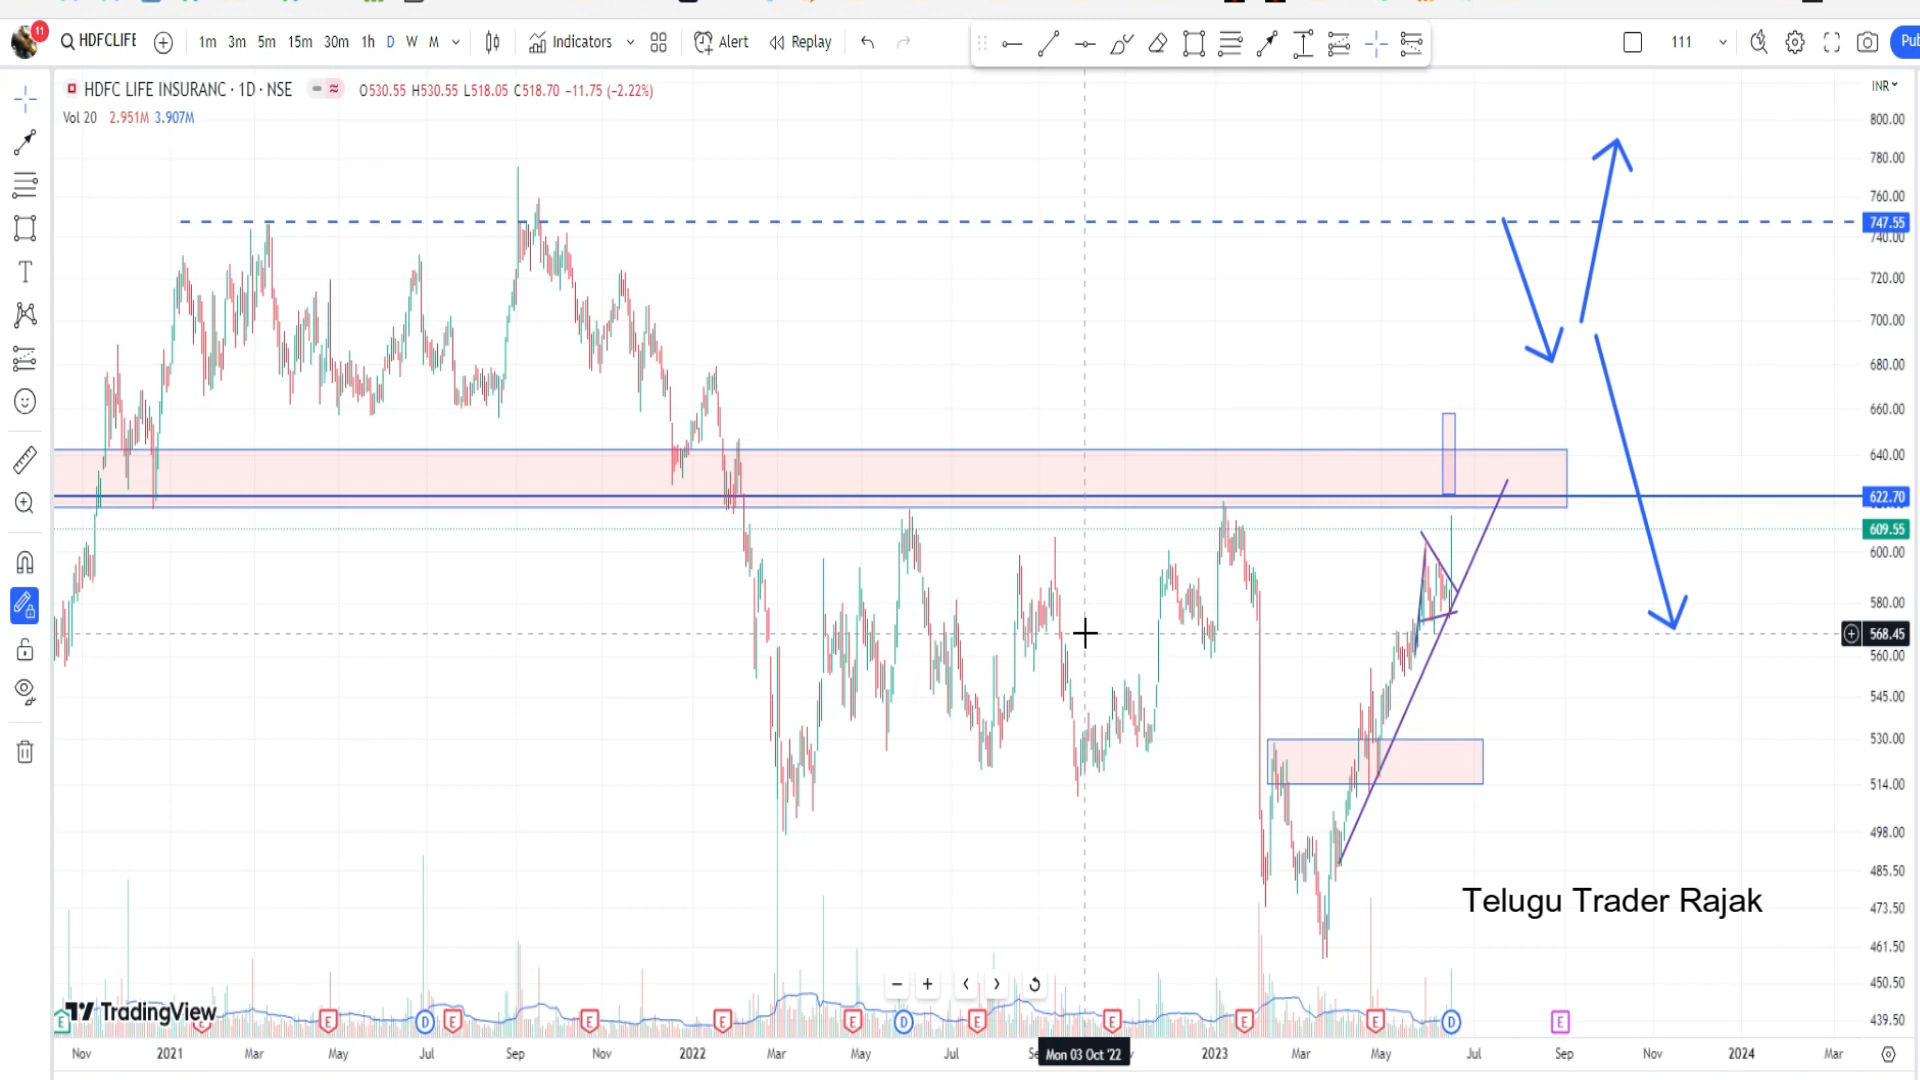 11
HDFCLIFE
1m 3m 5m 15m 30m 1h D W M
Indicators
Alert
Replay
111
Pub
HDFC LIFE INSURANC · 1D · NSE
O530.55 H530.55 L518.05 C518.70 −11.75 (−2.22%)
INR
Vol 20 2.951M 3.907M
800.00
780.00
760.00
747.55
740.00
720.00
700.00
680.00
660.00
640.00
622.70
609.55
600.00
580.00
568.45
560.00
545.00
530.00
514.00
498.00
485.50
Telugu Trader Rajak
473.50
461.50
450.50
TradingView
439.50
E E D E E E E D E E E E D E
Nov 2021 Mar May Jul Sep Nov 2022 Mar May Jul Mon 03 Oct '22 2023 Mar May Jul Sep Nov 2024 Mar